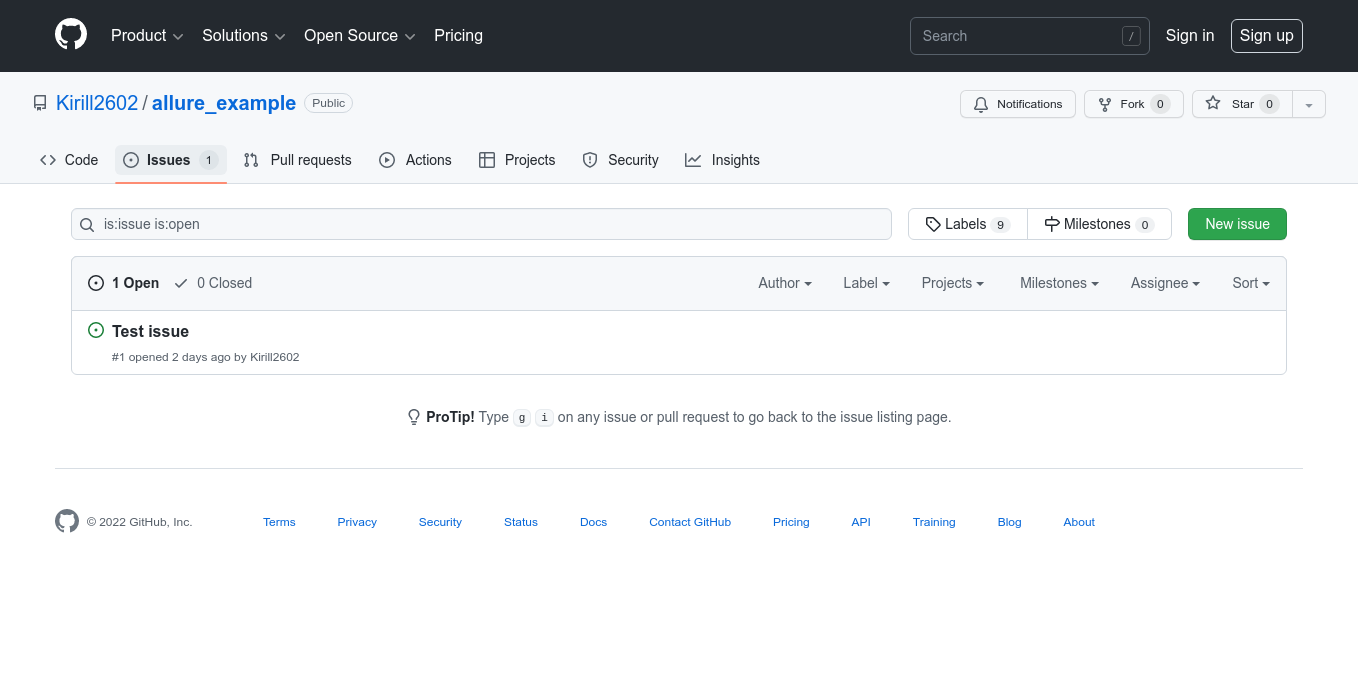 Product Solutions Open Source Pricing Search / Sign in Sign up
Kirill2602 / allure_example Public Notifications Fork 0 Star 0
Code Issues 1 Pull requests Actions Projects Security Insights
is:issue is:open Labels 9 Milestones 0 New issue
1 Open 0 Closed Author Label Projects Milestones Assignee Sort
Test issue
#1 opened 2 days ago by Kirill2602
ProTip! Type g i on any issue or pull request to go back to the issue listing page.
© 2022 GitHub, Inc. Terms Privacy Security Status Docs Contact GitHub Pricing API Training Blog About